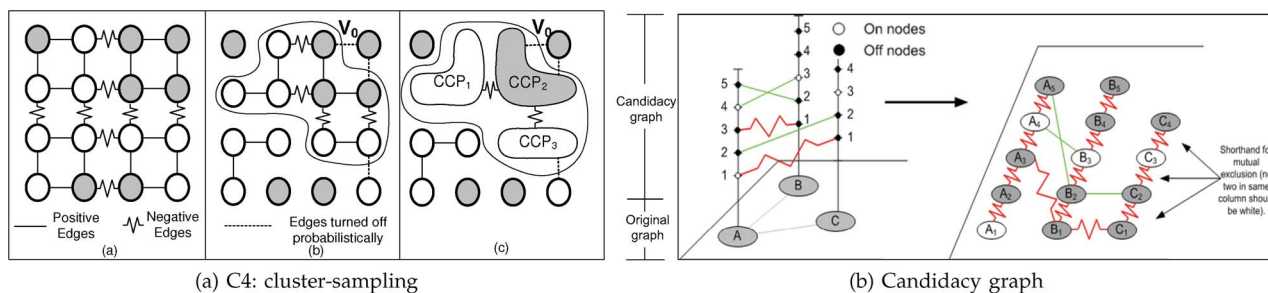 V₀
V₀
CCP₁
CCP₂
CCP₃
Positive Edges
Negative Edges
Edges turned off probabilistically
(a)
(b)
(c)
(a) C4: cluster-sampling
Candidacy graph
Original graph
5
4
3
2
1
5
4
3
2
1
4
3
2
1
On nodes
Off nodes
A
B
C
A₅
B₅
A₄
B₄
C₄
A₃
B₃
C₃
A₂
B₂
C₂
A₁
B₁
C₁
Shorthand fo
mutual
exclusion (no
two in same
column shou
be white).
(b) Candidacy graph